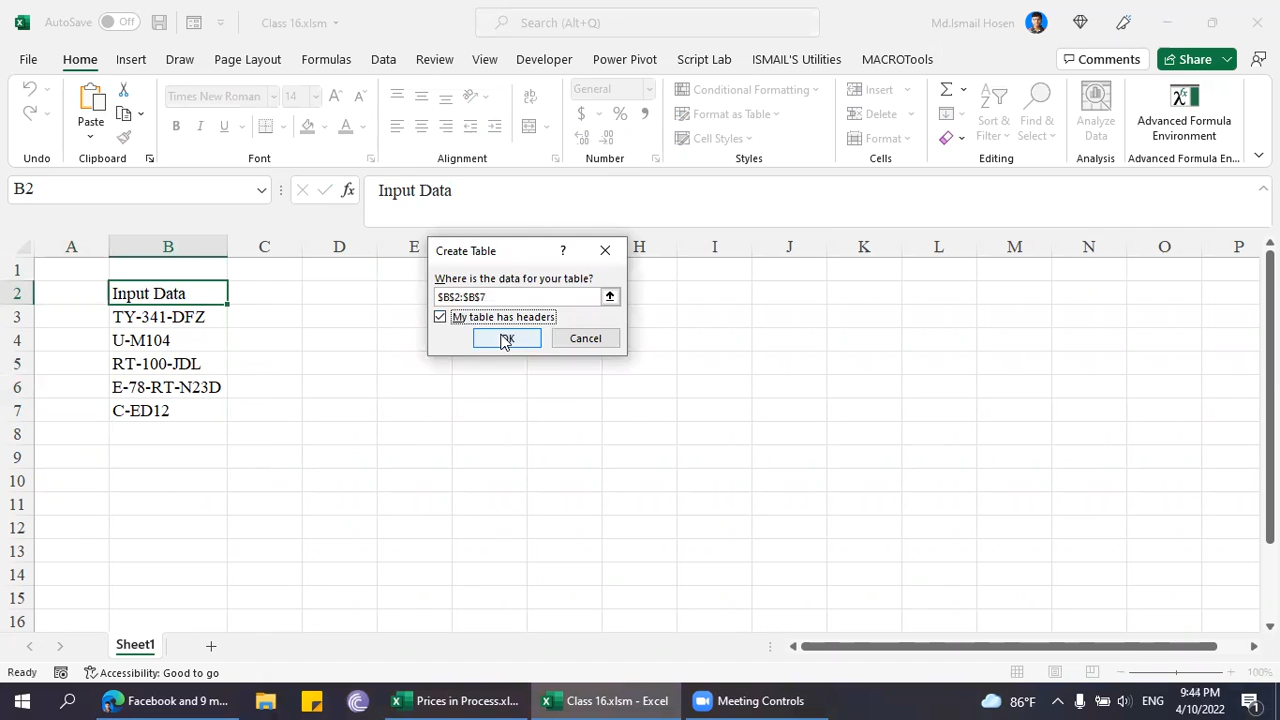 AutoSave Off Class 16.xlsm Search (Alt+Q) Md.Ismail Hosen
File Home Insert Draw Page Layout Formulas Data Review View Developer Power Pivot Script Lab ISMAIL'S Utilities MACROTools Comments Share
Times New Roman 14 General Conditional Formatting Insert
Paste Format as Table Delete Sort & Filter Find & Select Analyze Data Advanced Formula Environment
B I U $ % Cell Styles Format
Undo Clipboard Font Alignment Number Styles Cells Editing Analysis Advanced Formula En...
B2 fx Input Data
A B C D E H I J K L M N O P
1
2 Input Data
3 TY-341-DFZ
4 U-M104
5 RT-100-JDL
6 E-78-RT-N23D
7 C-ED12
8
9
10
11
12
13
14
15
16
Create Table ?
Where is the data for your table?
$B$2:$B$7
My table has headers
OK Cancel
Sheet1
Ready Accessibility: Good to go 100%
Facebook and 9 m... Prices in Process.xl... Class 16.xlsm - Excel Meeting Controls 86°F ENG 9:44 PM
4/10/2022 1